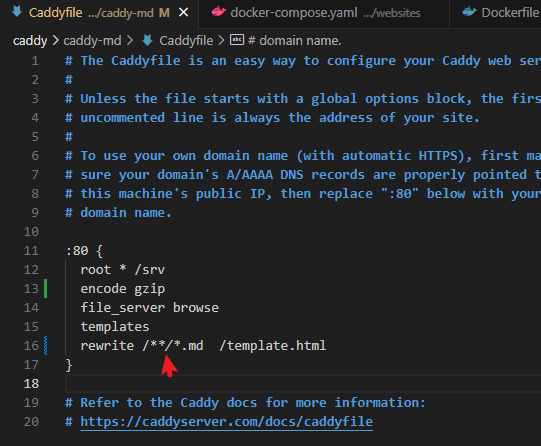 Caddyfile .../caddy-md M
docker-compose.yaml .../websites
Dockerfile
caddy > caddy-md > Caddyfile > abc # domain name.
1 # The Caddyfile is an easy way to configure your Caddy web ser
2 #
3 # Unless the file starts with a global options block, the firs
4 # uncommented line is always the address of your site.
5 #
6 # To use your own domain name (with automatic HTTPS), first ma
7 # sure your domain's A/AAAA DNS records are properly pointed t
8 # this machine's public IP, then replace ":80" below with your
9 # domain name.
10
11 :80 {
12 root * /srv
13 encode gzip
14 file_server browse
15 templates
16 rewrite /**/*.md  /template.html
17 }
18
19 # Refer to the Caddy docs for more information:
20 # https://caddyserver.com/docs/caddyfile